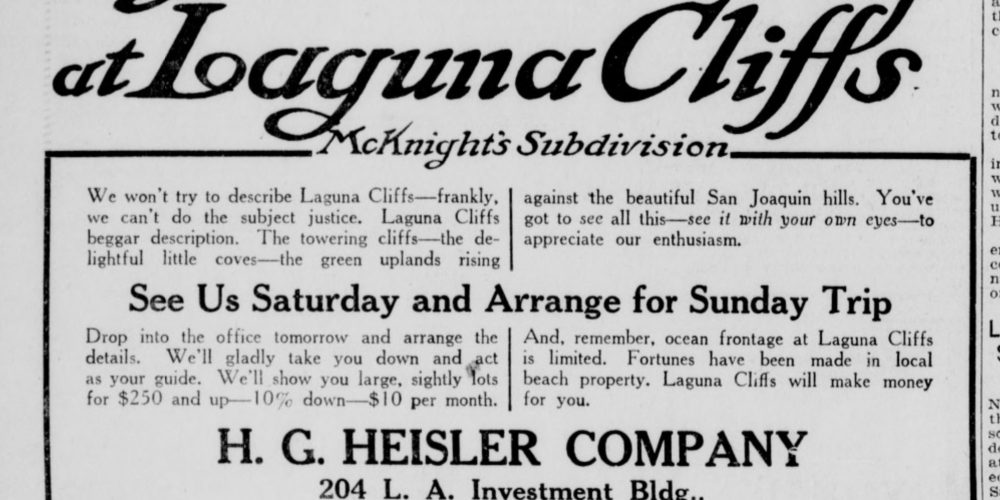 at Laguna Cliffs
McKnight's Subdivision
We won't try to describe Laguna Cliffs—frankly,
we can't do the subject justice. Laguna Cliffs
beggar description. The towering cliffs—the de-
lightful little coves—the green uplands rising
against the beautiful San Joaquin hills. You've
got to see all this—see it with your own eyes—to
appreciate our enthusiasm.
See Us Saturday and Arrange for Sunday Trip
Drop into the office tomorrow and arrange the
details. We'll gladly take you down and act
as your guide. We'll show you large, sightly lots
for $250 and up—10% down—$10 per month.
And, remember, ocean frontage at Laguna Cliffs
is limited. Fortunes have been made in local
beach property. Laguna Cliffs will make money
for you.
H. G. HEISLER COMPANY
204 L. A. Investment Bldg.,